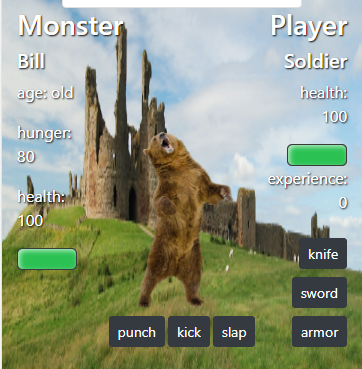 Monster
Bill
age: old
hunger:
80
health:
100
Player
Soldier
health:
100
experience:
0
knife
sword
armor
punch kick slap